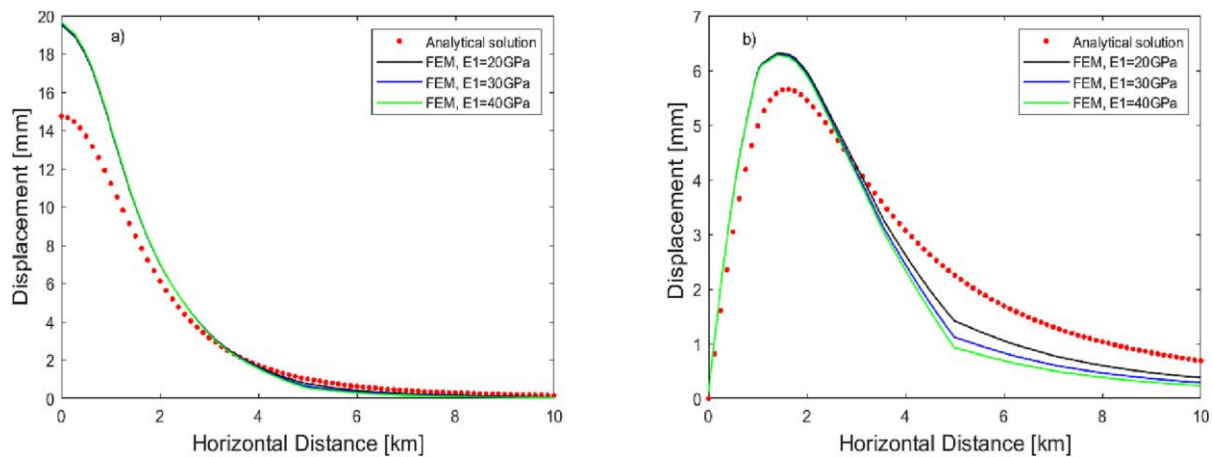 a)
Analytical solution
FEM, E1=20GPa
FEM, E1=30GPa
FEM, E1=40GPa
20
18
16
14
12
10
8
6
4
2
0
Displacement [mm]
0 2 4 6 8 10
Horizontal Distance [km]
b)
Analytical solution
FEM, E1=20GPa
FEM, E1=30GPa
FEM, E1=40GPa
7
6
5
4
3
2
1
0
Displacement [mm]
0 2 4 6 8 10
Horizontal Distance [km]